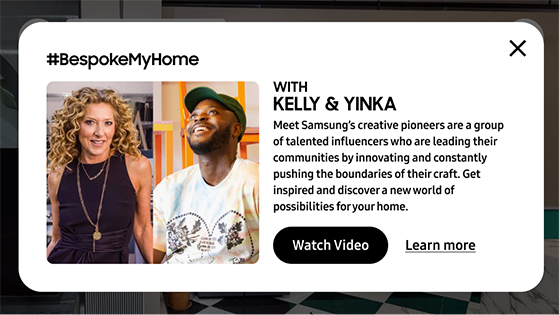 #BespokeMyHome
WITH
KELLY & YINKA
Meet Samsung's creative pioneers are a group
of talented influencers who are leading their
communities by innovating and constantly
pushing the boundaries of their craft. Get
inspired and discover a new world of
possibilities for your home.
Watch Video
Learn more